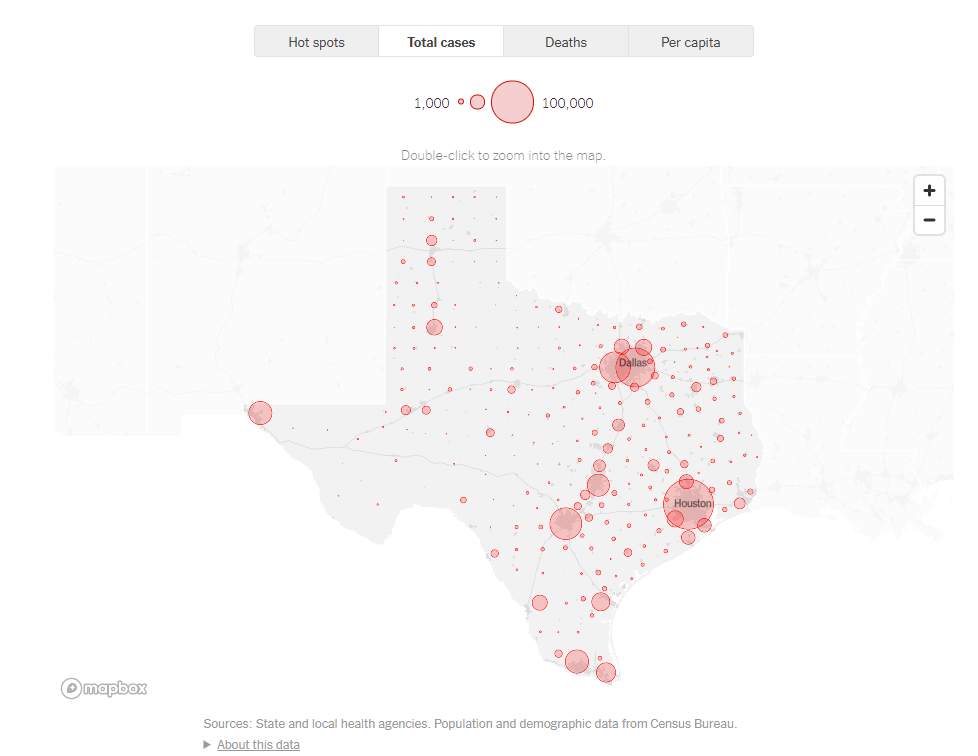 Hot spots
Total cases
Deaths
Per capita
1,000
100,000
Double-click to zoom into the map.
+
−
Dallas
Houston
mapbox
Sources: State and local health agencies. Population and demographic data from Census Bureau.
▶ About this data